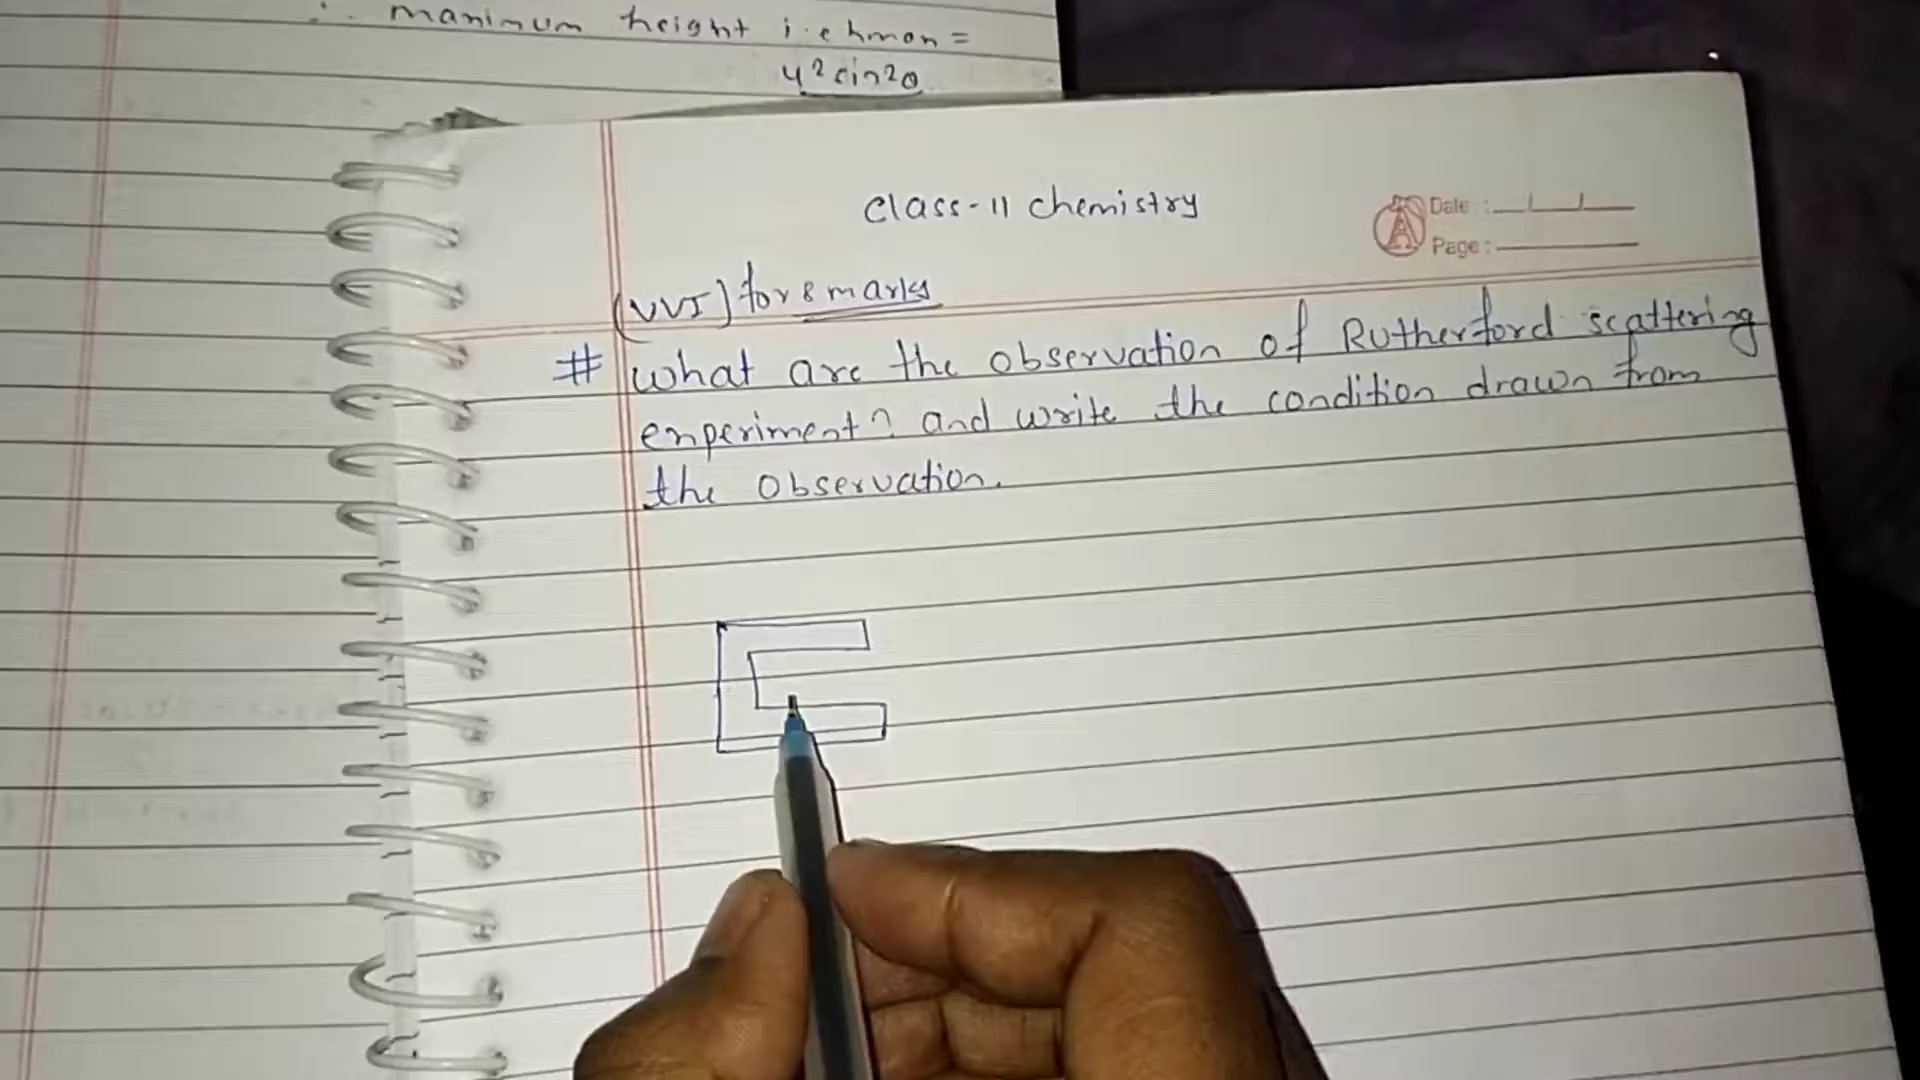 ∴ maximum height i.e hmax =
u²sin²θ
class-11 chemistry
Date :
Page :
(VVI) for 8 marks
# what are the observation of Rutherford scattering
experiment? and write the condition drawn from
the observation.